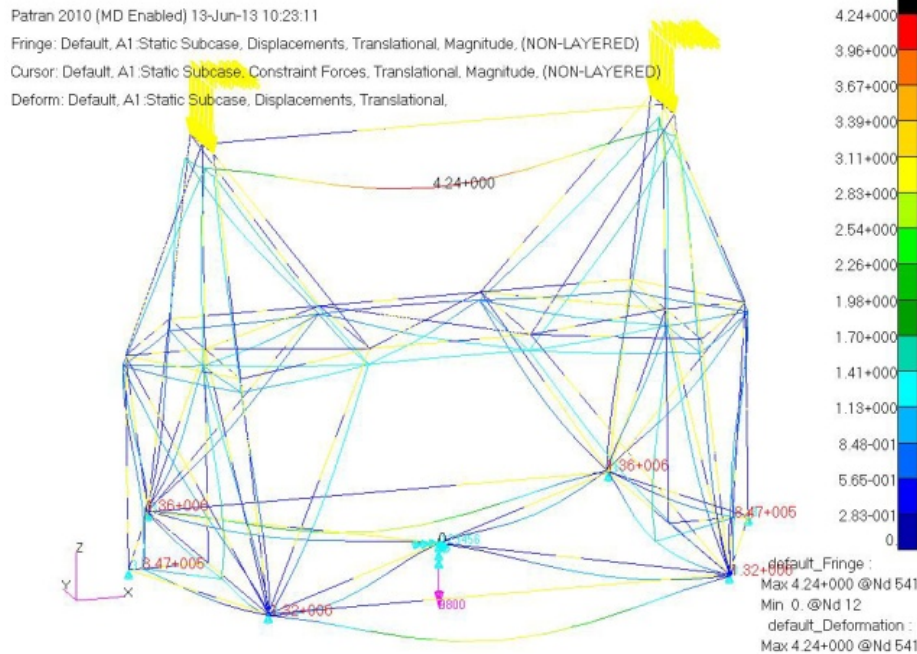 Patran 2010 (MD Enabled) 13-Jun-13 10:23:11
Fringe: Default, A1:Static Subcase, Displacements, Translational, Magnitude, (NON-LAYERED)
Cursor: Default, A1:Static Subcase, Constraint Forces, Translational, Magnitude, (NON-LAYERED)
Deform: Default, A1:Static Subcase, Displacements, Translational,
4.24+000
3.96+000
3.67+000
3.39+000
3.11+000
2.83+000
2.54+000
2.26+000
1.98+000
1.70+000
1.41+000
1.13+000
8.48-001
5.65-001
2.83-001
0.
4.24+000
.36+006
.36+006
8.47+005
8.47+005
.32+006
.32+006
9800
Z
Y
X
default_Fringe :
Max 4.24+000 @Nd 541
Min 0. @Nd 12
default_Deformation :
Max 4.24+000 @Nd 541